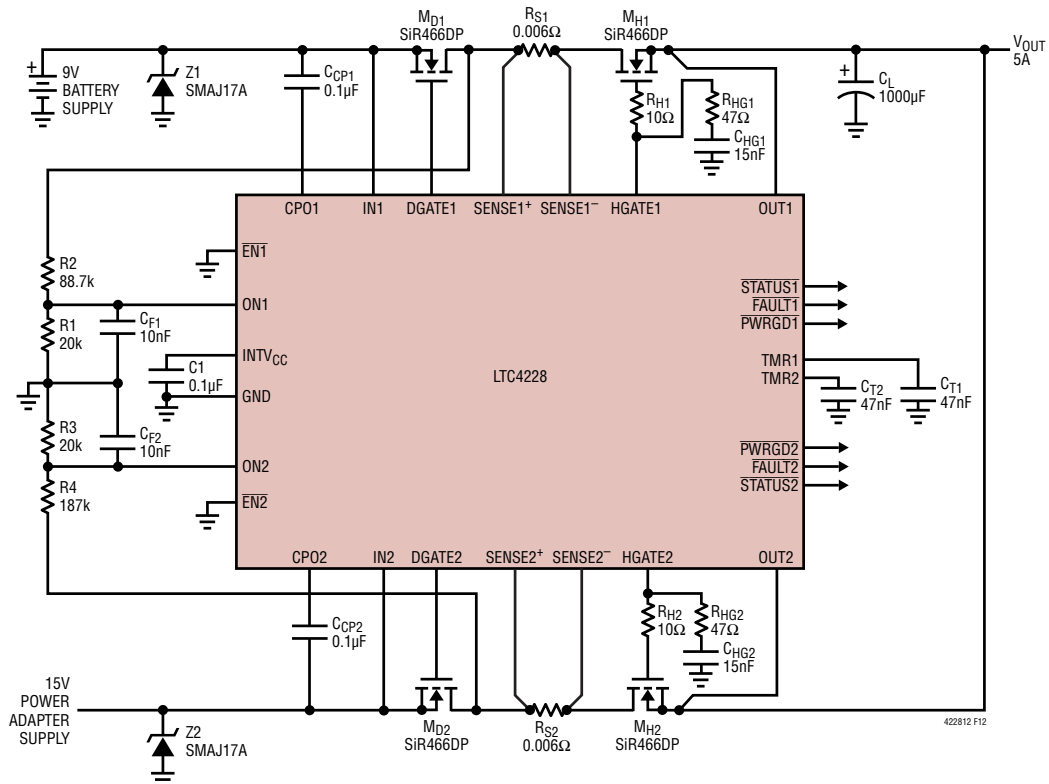 MD1
SiR466DP
RS1
0.006Ω
MH1
SiR466DP
VOUT
5A
+
9V
BATTERY
SUPPLY
Z1
SMAJ17A
CCP1
0.1µF
RH1
10Ω
RHG1
47Ω
CHG1
15nF
+
CL
1000µF
CPO1
IN1
DGATE1
SENSE1+
SENSE1–
HGATE1
OUT1
EN1
R2
88.7k
ON1
R1
20k
CF1
10nF
INTVCC
C1
0.1µF
GND
R3
20k
CF2
10nF
ON2
R4
187k
EN2
LTC4228
STATUS1
FAULT1
PWRGD1
TMR1
TMR2
CT2
47nF
CT1
47nF
PWRGD2
FAULT2
STATUS2
CPO2
IN2
DGATE2
SENSE2+
SENSE2–
HGATE2
OUT2
CCP2
0.1µF
RH2
10Ω
RHG2
47Ω
CHG2
15nF
15V
POWER
ADAPTER
SUPPLY
Z2
SMAJ17A
MD2
SiR466DP
RS2
0.006Ω
MH2
SiR466DP
422812 F12